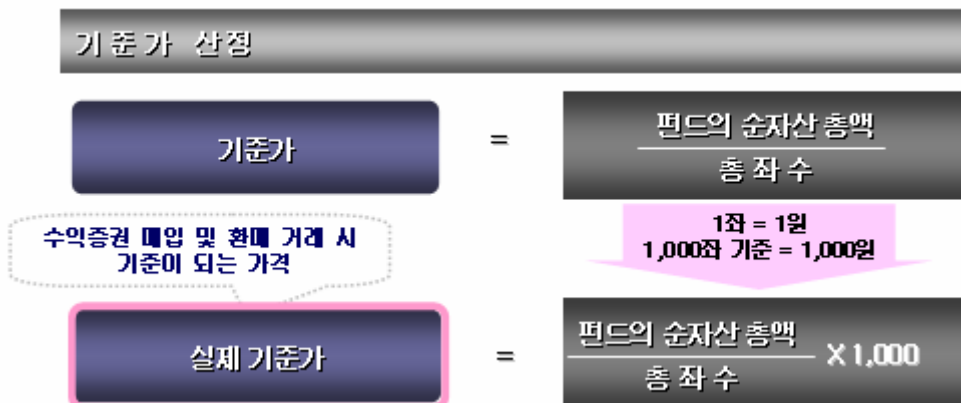 기준가 산정
기준가
=
펀드의 순자산 총액
총 좌 수
수익증권 매입 및 환매 거래 시
기준이 되는 가격
1좌 = 1원
1,000좌 기준 = 1,000원
실제 기준가
=
펀드의 순자산 총액
총 좌 수
X 1,000